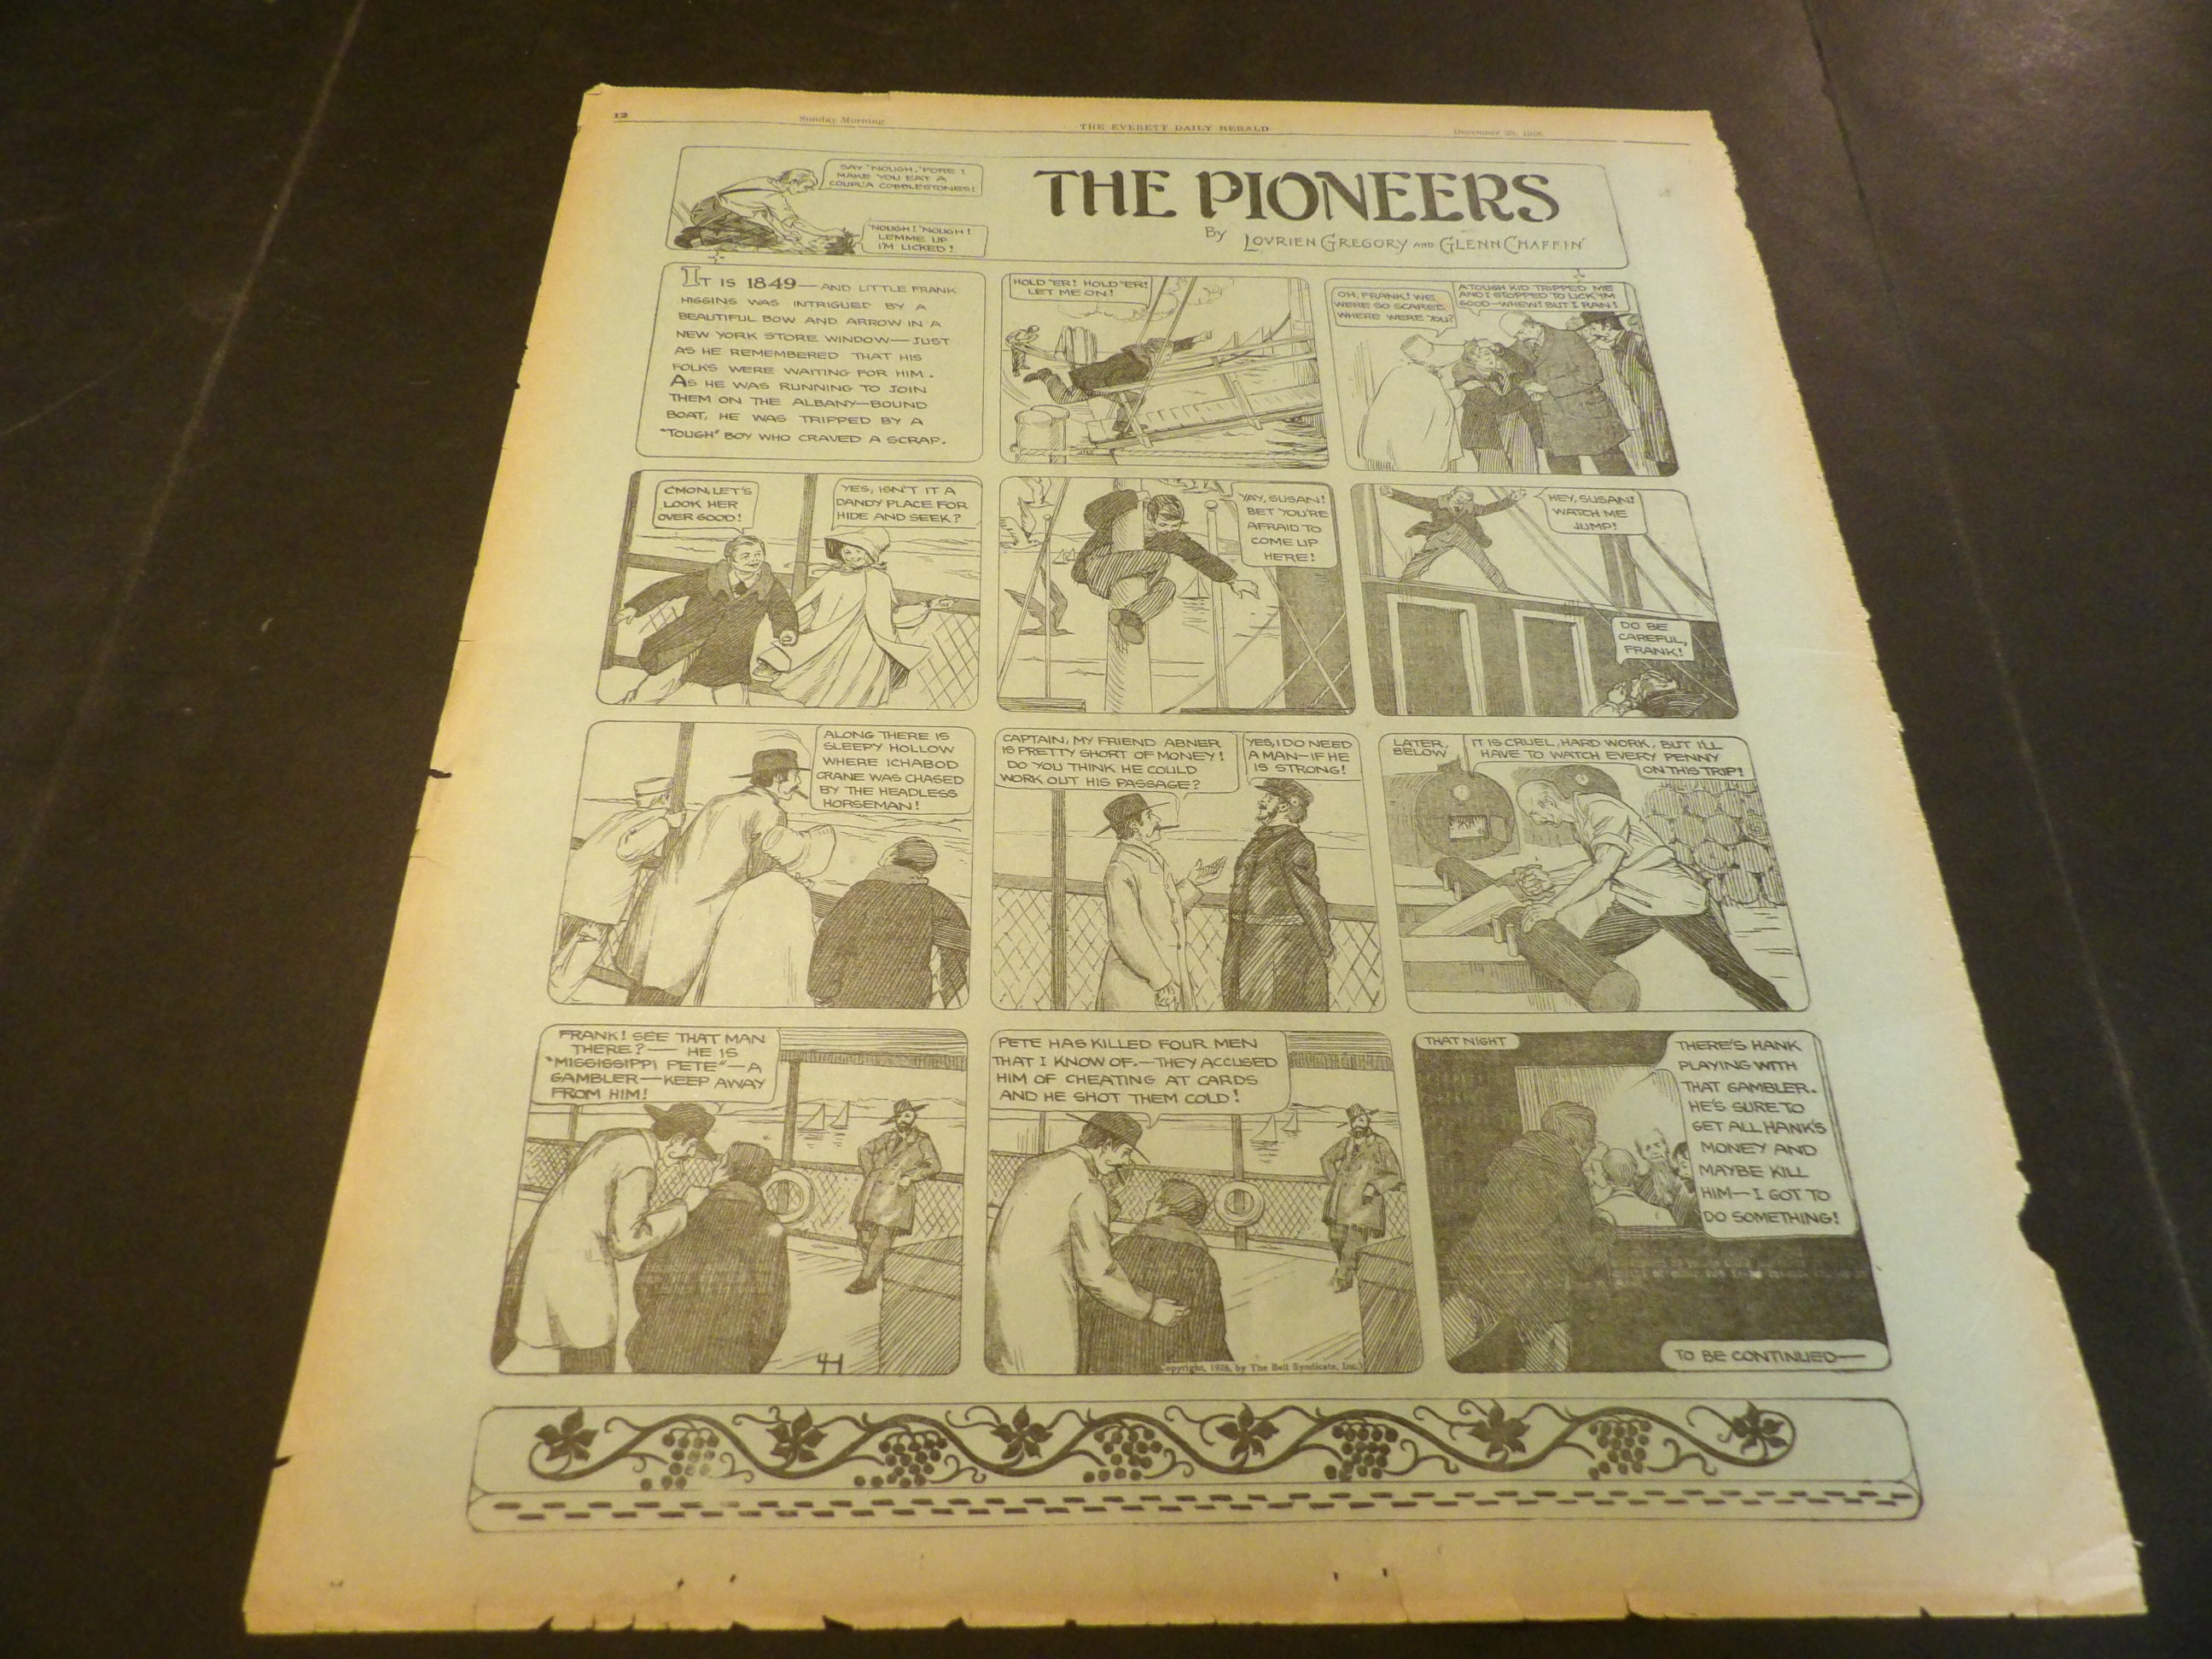 12
Sunday Morning
THE EVERETT DAILY HERALD
December 23, 1928
SAY 'NOUGH, 'FORE I
MAKE YOU EAT A
COUPL'A COBBLESTONES!
'NOUGH! 'NOUGH!
LEMME UP
I'M LICKED!
THE PIONEERS
By LOVRIEN GREGORY AND GLENN CHAFFIN
IT IS 1849—AND LITTLE FRANK
HIGGINS WAS INTRIGUED BY A
BEAUTIFUL BOW AND ARROW IN A
NEW YORK STORE WINDOW—JUST
AS HE REMEMBERED THAT HIS
FOLKS WERE WAITING FOR HIM.
AS HE WAS RUNNING TO JOIN
THEM ON THE ALBANY—BOUND
BOAT, HE WAS TRIPPED BY A
"TOUGH" BOY WHO CRAVED A SCRAP.
HOLD 'ER! HOLD 'ER!
LET ME ON!
OH, FRANK! WE
WERE SO SCARED,
WHERE WERE YOU?
A TOUGH KID TRIPPED ME
AND I STOPPED TO LICK 'IM
GOOD—WHEW! BUT I RAN!
C'MON, LET'S
LOOK HER
OVER GOOD!
YES, ISN'T IT A
DANDY PLACE FOR
HIDE AND SEEK?
YAY, SUSAN!
BET YOU'RE
AFRAID TO
COME UP
HERE!
HEY, SUSAN!
WATCH ME
JUMP!
DO BE
CAREFUL,
FRANK!
ALONG THERE IS
SLEEPY HOLLOW
WHERE ICHABOD
CRANE WAS CHASED
BY THE HEADLESS
HORSEMAN!
CAPTAIN, MY FRIEND ABNER
IS PRETTY SHORT OF MONEY!
DO YOU THINK HE COULD
WORK OUT HIS PASSAGE?
YES, I DO NEED
A MAN—IF HE
IS STRONG!
LATER,
BELOW
IT IS CRUEL, HARD WORK, BUT I'LL
HAVE TO WATCH EVERY PENNY
ON THIS TRIP!
FRANK! SEE THAT MAN
THERE?— HE IS
"MISSISSIPPI PETE"—A
GAMBLER—KEEP AWAY
FROM HIM!
41
PETE HAS KILLED FOUR MEN
THAT I KNOW OF.—THEY ACCUSED
HIM OF CHEATING AT CARDS
AND HE SHOT THEM COLD!
Copyright, 1928, by The Bell Syndicate, Inc.
THAT NIGHT
THERE'S HANK
PLAYING WITH
THAT GAMBLER.
HE'S SURE TO
GET ALL HANK'S
MONEY AND
MAYBE KILL
HIM—I GOT TO
DO SOMETHING!
TO BE CONTINUED—